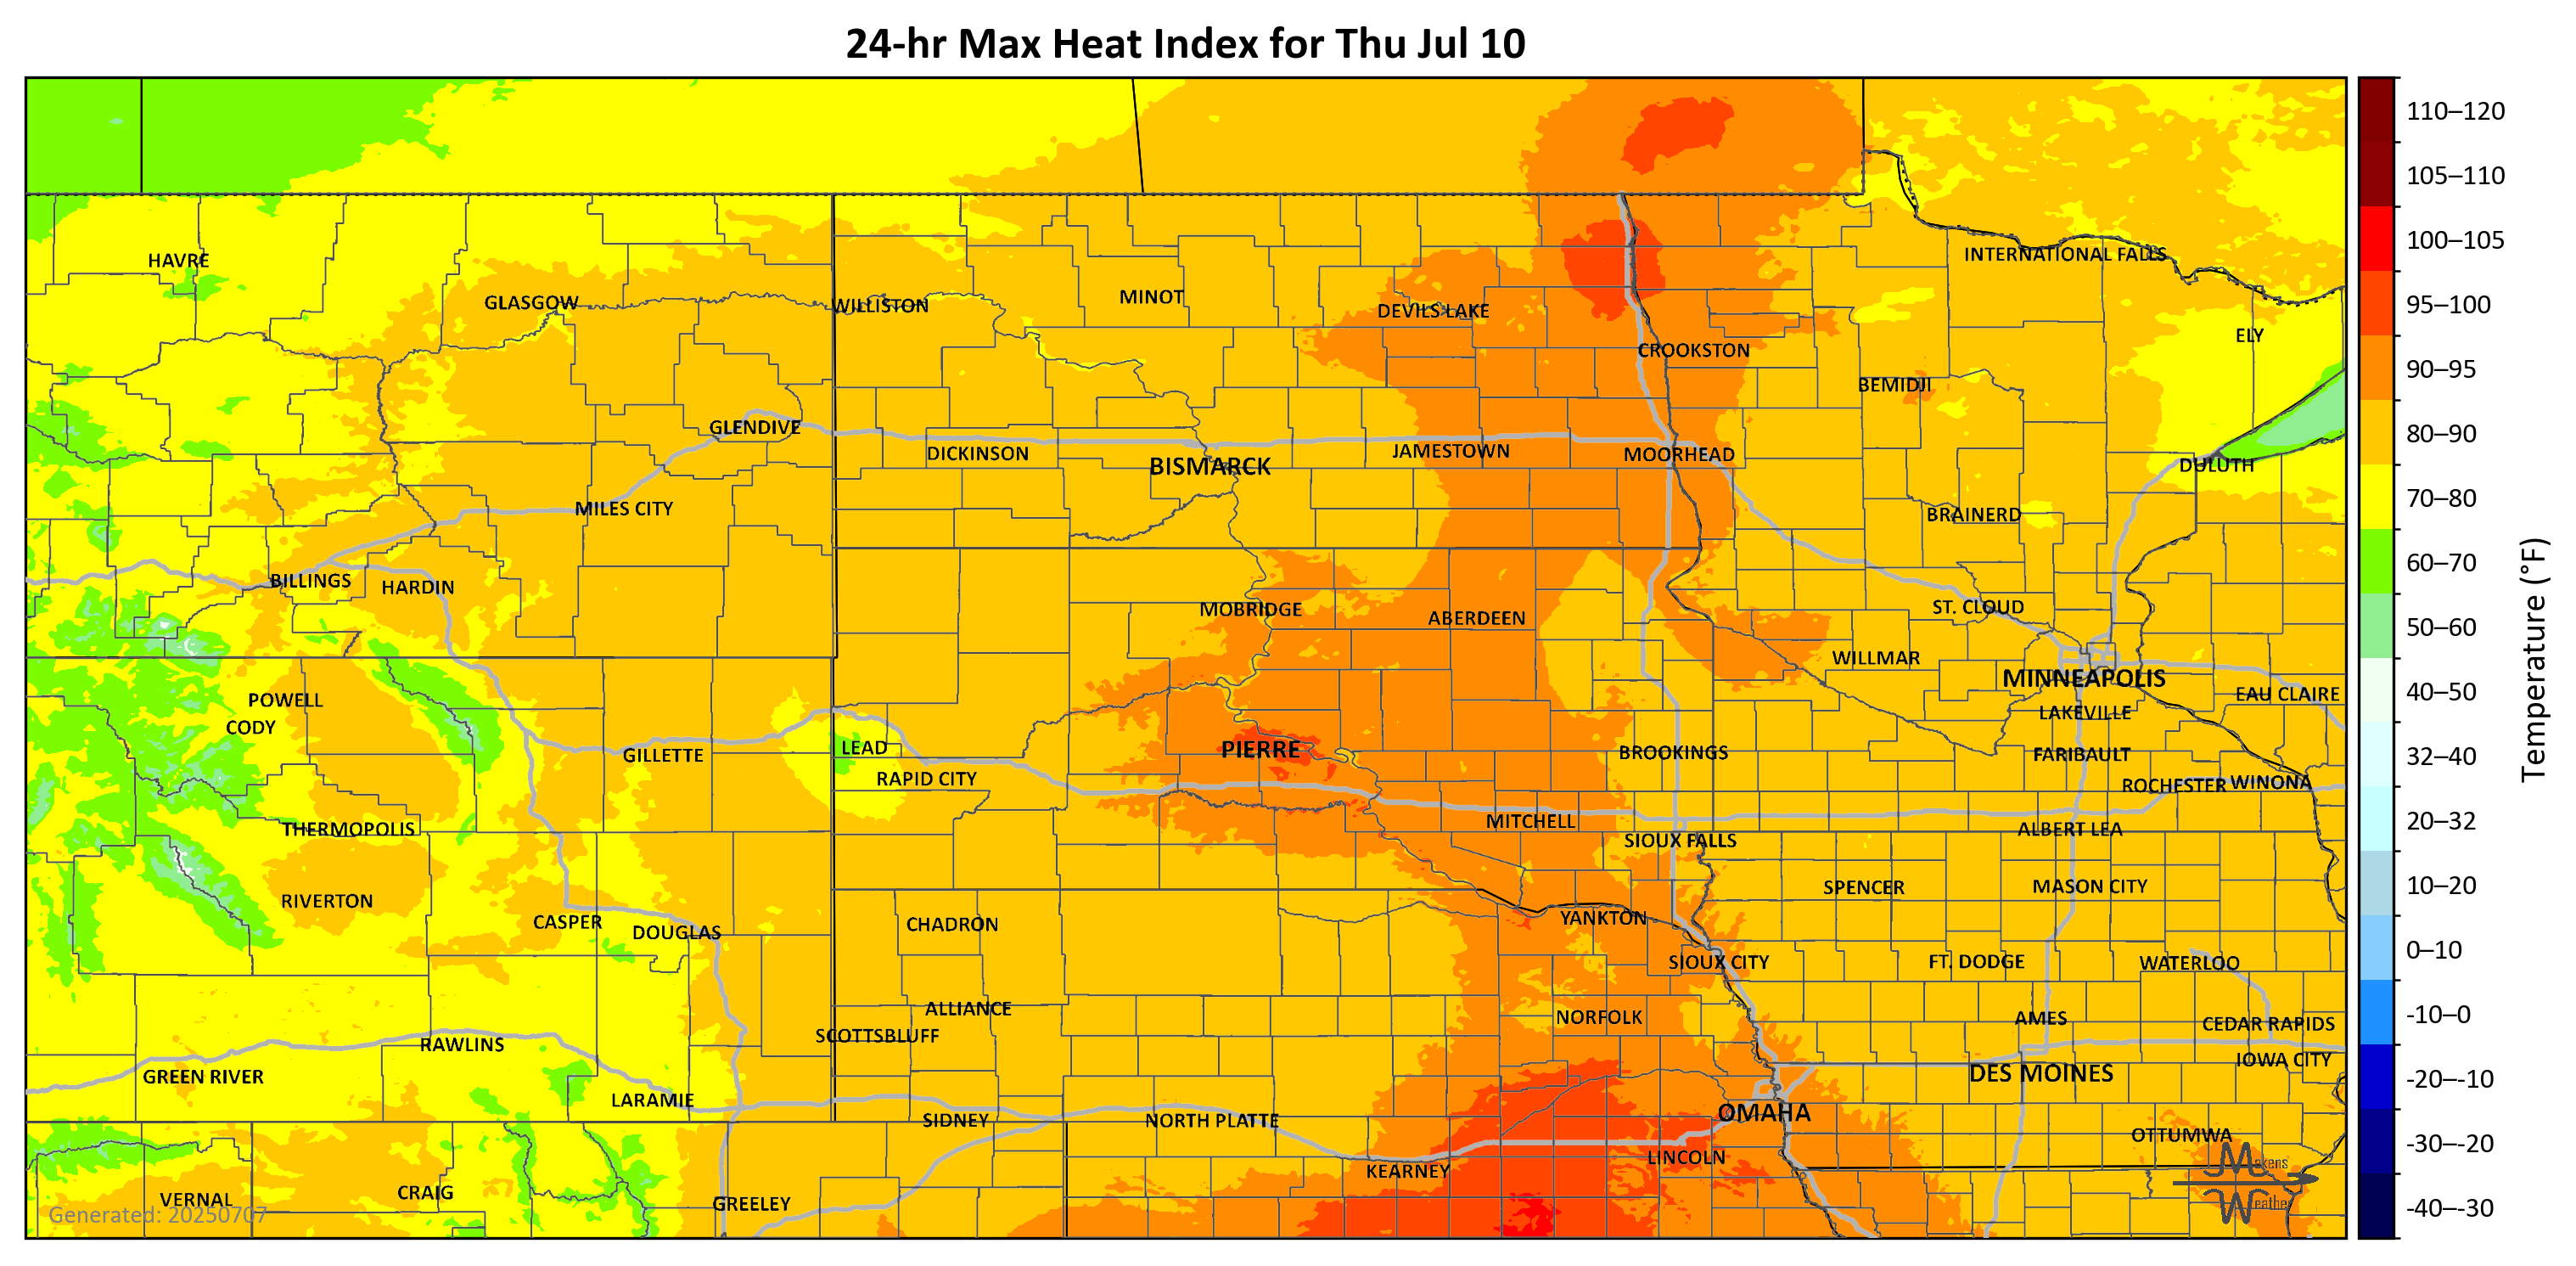 24-hr Max Heat Index for Thu Jul 10
HAVRE
GLASGOW
WILLISTON
MINOT
DEVILS LAKE
CROOKSTON
INTERNATIONAL FALLS
ELY
BEMIDJI
GLENDIVE
DICKINSON
BISMARCK
JAMESTOWN
MOORHEAD
DULUTH
MILES CITY
BRAINERD
BILLINGS
HARDIN
MOBRIDGE
ABERDEEN
ST. CLOUD
WILLMAR
MINNEAPOLIS
EAU CLAIRE
POWELL
CODY
LAKEVILLE
GILLETTE
LEAD
PIERRE
BROOKINGS
FARIBAULT
RAPID CITY
ROCHESTER
WINONA
THERMOPOLIS
MITCHELL
ALBERT LEA
SIOUX FALLS
RIVERTON
SPENCER
MASON CITY
CASPER
DOUGLAS
CHADRON
YANKTON
SIOUX CITY
FT. DODGE
WATERLOO
ALLIANCE
NORFOLK
AMES
CEDAR RAPIDS
SCOTTSBLUFF
RAWLINS
IOWA CITY
GREEN RIVER
DES MOINES
LARAMIE
SIDNEY
NORTH PLATTE
OMAHA
OTTUMWA
KEARNEY
LINCOLN
VERNAL
CRAIG
GREELEY
Generated: 20250707
Makens
Weather
110–120
105–110
100–105
95–100
90–95
80–90
70–80
60–70
50–60
40–50
32–40
20–32
10–20
0–10
-10–0
-20–-10
-30–-20
-40–-30
Temperature (°F)